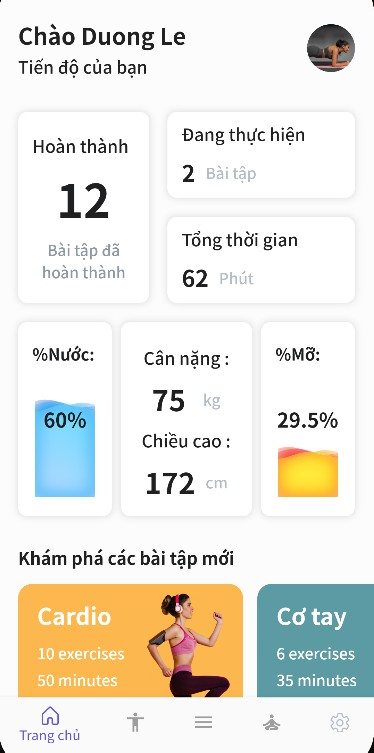 Chào Duong Le
Tiến độ của bạn
Hoàn thành
12
Bài tập đã
hoàn thành
Đang thực hiện
2 Bài tập
Tổng thời gian
62 Phút
%Nước:
60%
Cân nặng :
75 kg
Chiều cao :
172 cm
%Mỡ:
29.5%
Khám phá các bài tập mới
Cardio
10 exercises
50 minutes
Cơ tay
6 exercises
35 minutes
Trang chủ